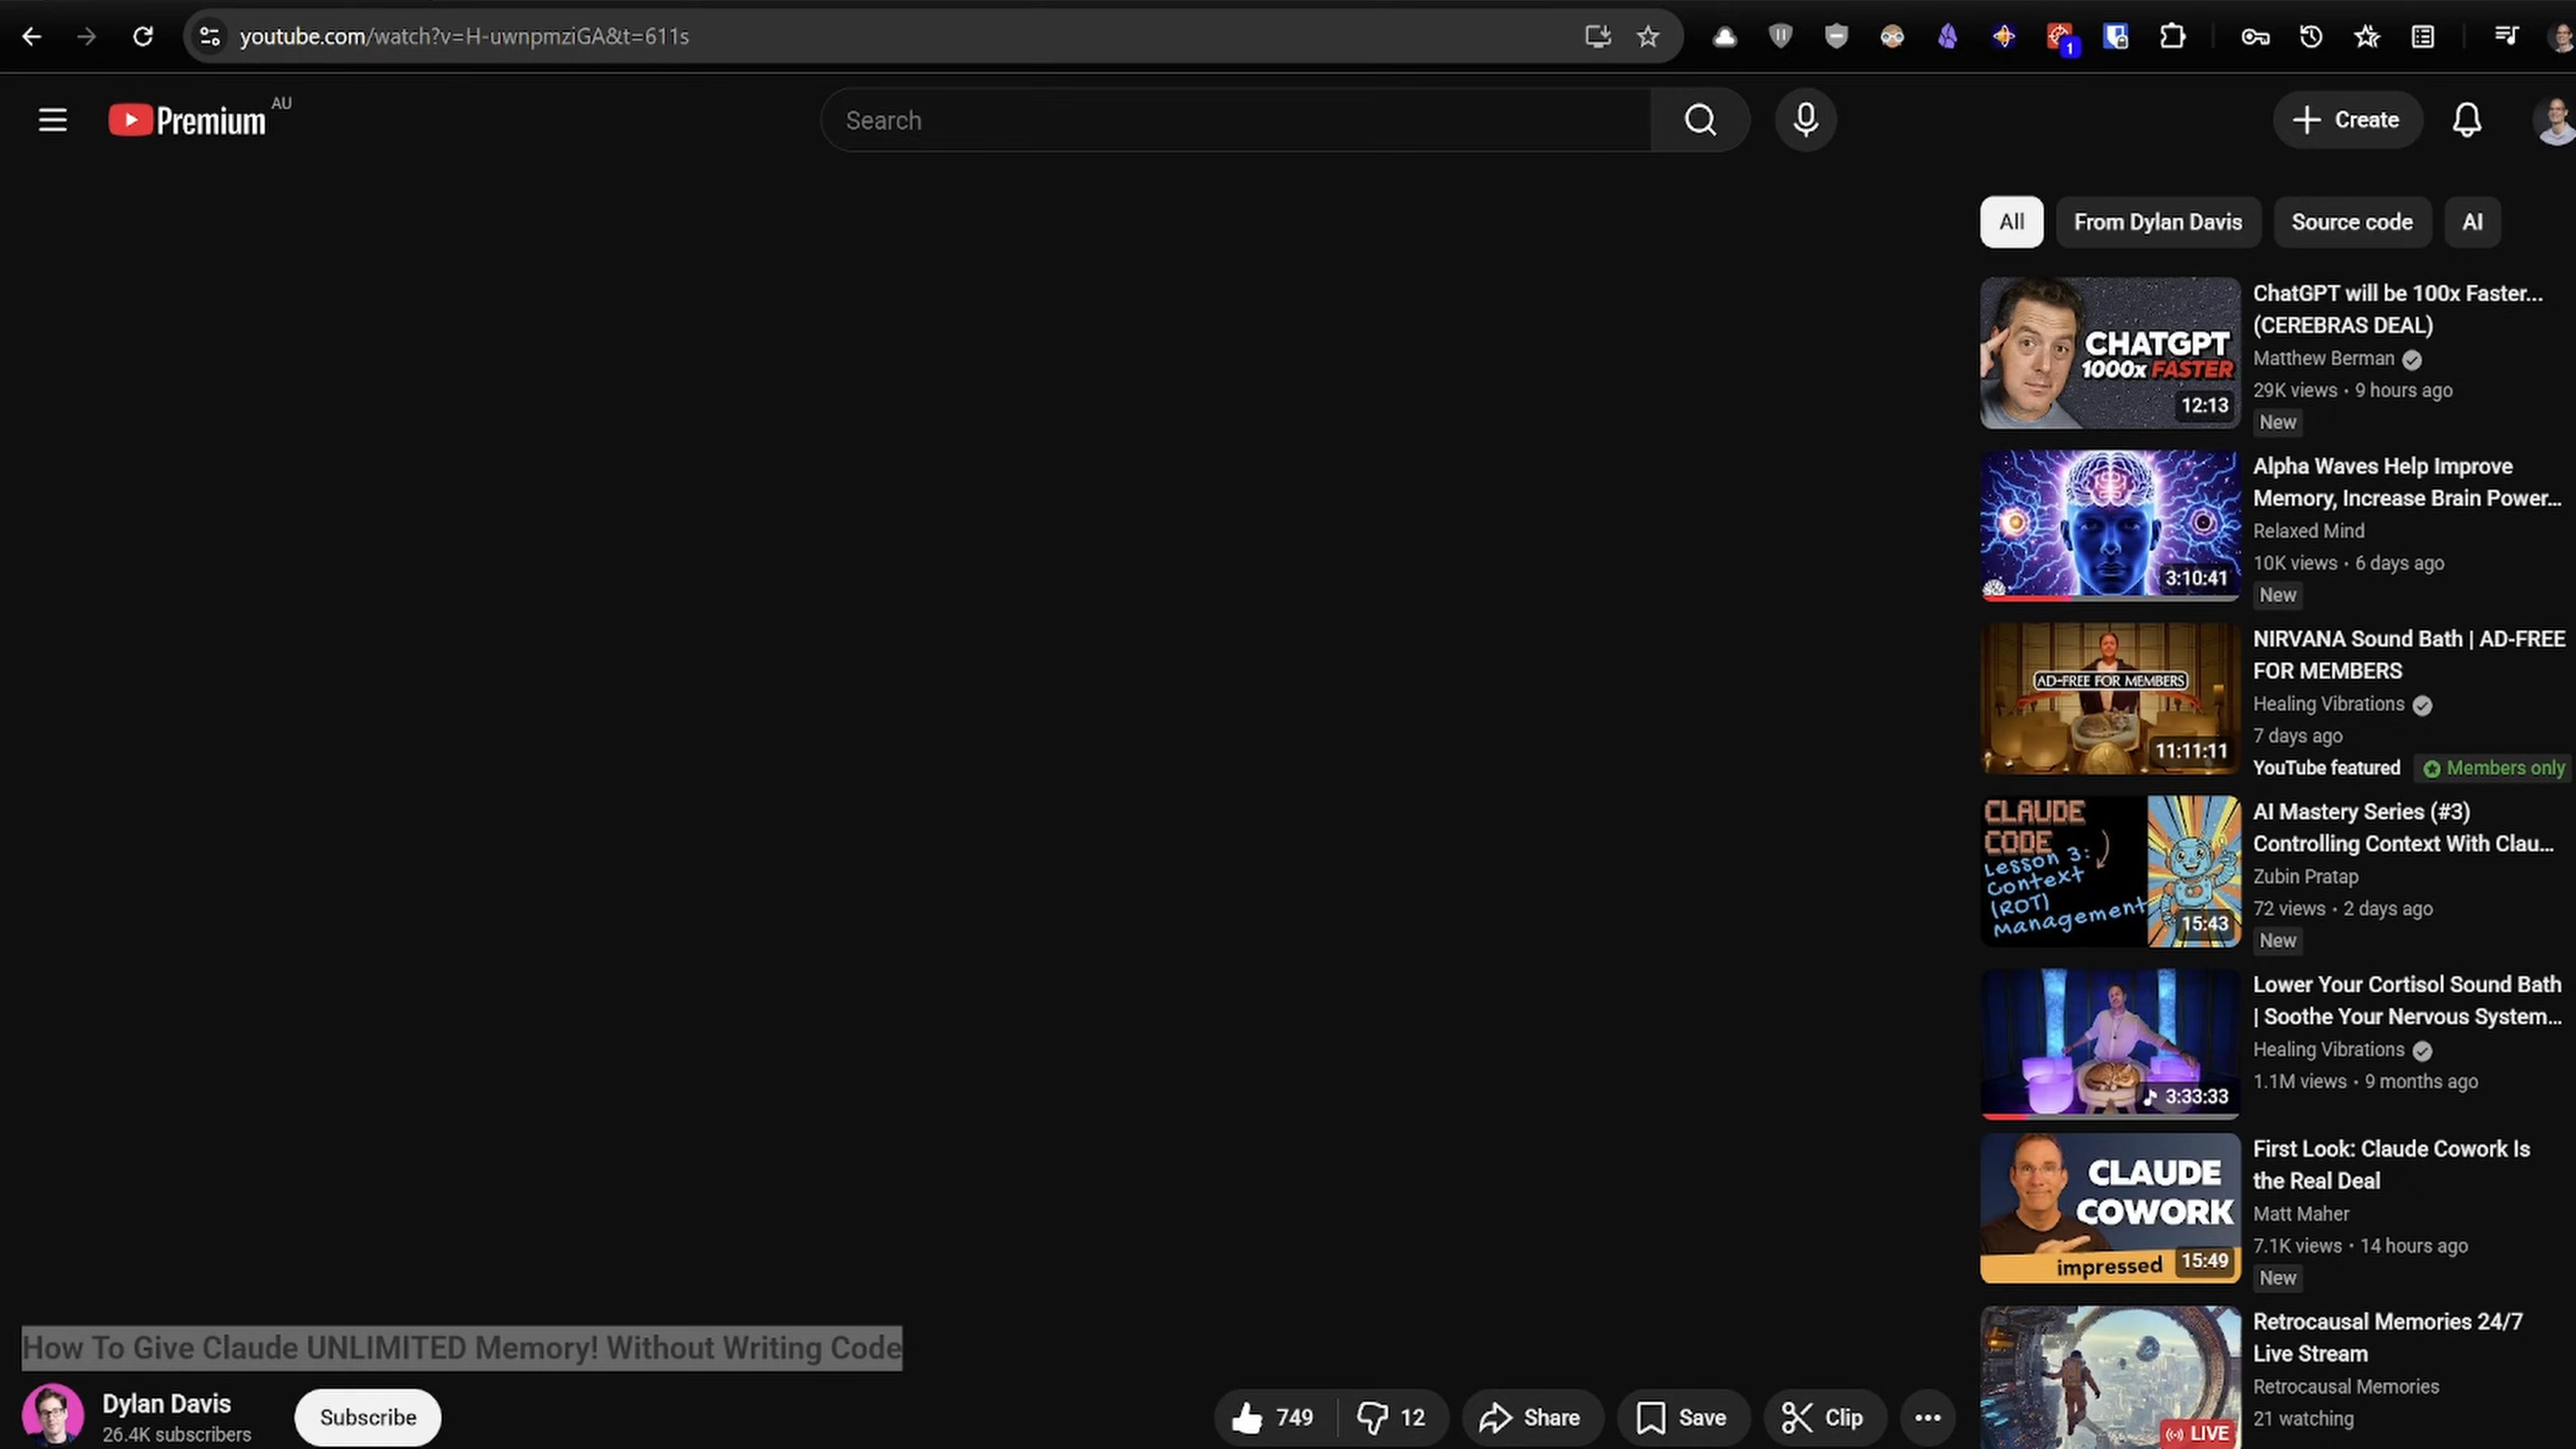 youtube.com/watch?v=H-uwnpmziGA&t=611s
1
Premium AU
Search
Create
All
From Dylan Davis
Source code
AI
CHATGPT
1000x FASTER
12:13
ChatGPT will be 100x Faster...
(CEREBRAS DEAL)
Matthew Berman
29K views • 9 hours ago
New
3:10:41
Alpha Waves Help Improve
Memory, Increase Brain Power...
Relaxed Mind
10K views • 6 days ago
New
AD-FREE FOR MEMBERS
11:11:11
NIRVANA Sound Bath | AD-FREE
FOR MEMBERS
Healing Vibrations
7 days ago
YouTube featured
Members only
CLAUDE
CODE
Lesson 3:
Context
(ROT)
Management
15:43
AI Mastery Series (#3)
Controlling Context With Clau...
Zubin Pratap
72 views • 2 days ago
New
3:33:33
Lower Your Cortisol Sound Bath
| Soothe Your Nervous System...
Healing Vibrations
1.1M views • 9 months ago
CLAUDE
COWORK
impressed
15:49
First Look: Claude Cowork Is
the Real Deal
Matt Maher
7.1K views • 14 hours ago
New
LIVE
Retrocausal Memories 24/7
Live Stream
Retrocausal Memories
21 watching
How To Give Claude UNLIMITED Memory! Without Writing Code
Dylan Davis
26.4K subscribers
Subscribe
749
12
Share
Save
Clip